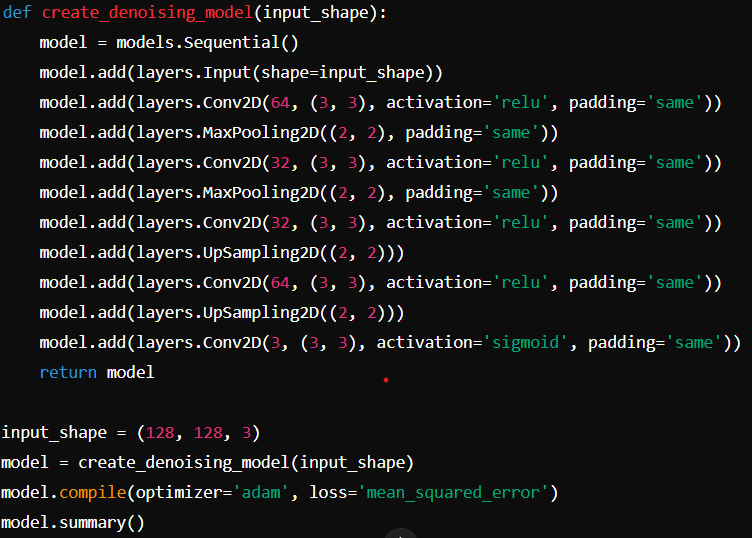 def create_denoising_model(input_shape):
    model = models.Sequential()
    model.add(layers.Input(shape=input_shape))
    model.add(layers.Conv2D(64, (3, 3), activation='relu', padding='same'))
    model.add(layers.MaxPooling2D((2, 2), padding='same'))
    model.add(layers.Conv2D(32, (3, 3), activation='relu', padding='same'))
    model.add(layers.MaxPooling2D((2, 2), padding='same'))
    model.add(layers.Conv2D(32, (3, 3), activation='relu', padding='same'))
    model.add(layers.UpSampling2D((2, 2)))
    model.add(layers.Conv2D(64, (3, 3), activation='relu', padding='same'))
    model.add(layers.UpSampling2D((2, 2)))
    model.add(layers.Conv2D(3, (3, 3), activation='sigmoid', padding='same'))
    return model

input_shape = (128, 128, 3)
model = create_denoising_model(input_shape)
model.compile(optimizer='adam', loss='mean_squared_error')
model.summary()